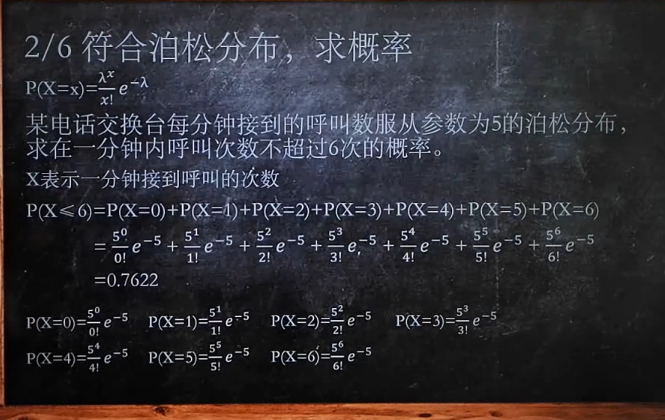 2/6 符合泊松分布，求概率
P(X=x)=\frac{λ^x}{x!}e^{-λ}
某电话交换台每分钟接到的呼叫数服从参数为5的泊松分布，
求在一分钟内呼叫次数不超过6次的概率。
X表示一分钟接到呼叫的次数
P(X⩽6)=P(X=0)+P(X=1)+P(X=2)+P(X=3)+P(X=4)+P(X=5)+P(X=6)
=\frac{5^0}{0!}e^{-5}+\frac{5^1}{1!}e^{-5}+\frac{5^2}{2!}e^{-5}+\frac{5^3}{3!}e^{-5}+\frac{5^4}{4!}e^{-5}+\frac{5^5}{5!}e^{-5}+\frac{5^6}{6!}e^{-5}
=0.7622
P(X=0)=\frac{5^0}{0!}e^{-5} P(X=1)=\frac{5^1}{1!}e^{-5} P(X=2)=\frac{5^2}{2!}e^{-5} P(X=3)=\frac{5^3}{3!}e^{-5}
P(X=4)=\frac{5^4}{4!}e^{-5} P(X=5)=\frac{5^5}{5!}e^{-5} P(X=6)=\frac{5^6}{6!}e^{-5}